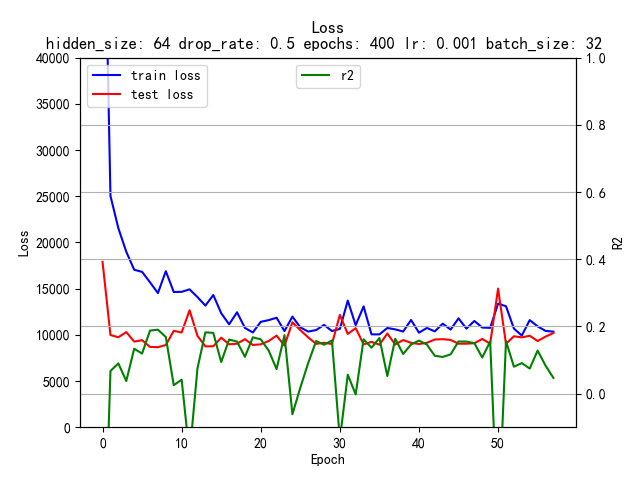 Loss
hidden_size: 64 drop_rate: 0.5 epochs: 400 lr: 0.001 batch_size: 32
train loss
test loss
r2
40000
35000
30000
25000
20000
15000
10000
5000
0
Loss
1.0
0.8
0.6
0.4
0.2
0.0
R2
0 10 20 30 40 50
Epoch